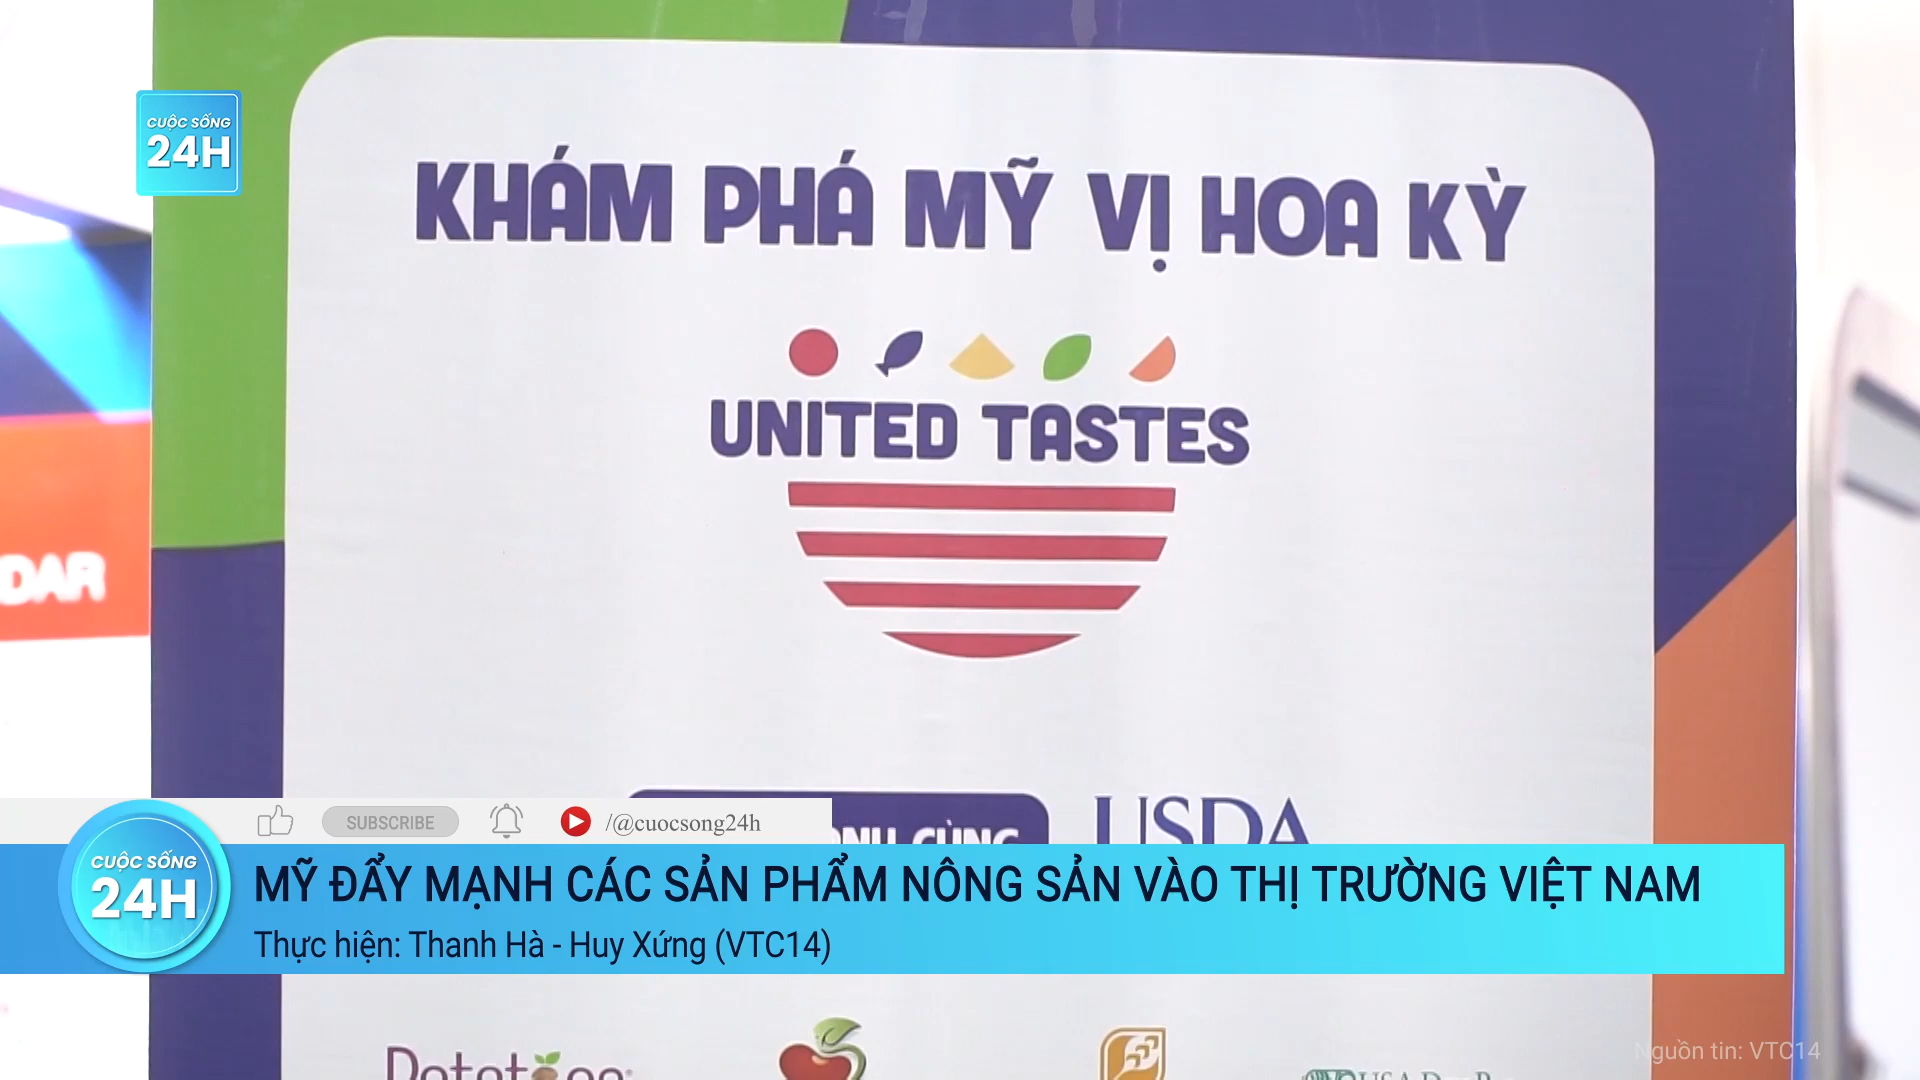 CUỘC SỐNG
24H
KHÁM PHÁ MỸ VỊ HOA KỲ
UNITED TASTES
DAR
CÙNG
USDA
SUBSCRIBE
/@cuocsong24h
CUỘC SỐNG
24H
MỸ ĐẨY MẠNH CÁC SẢN PHẨM NÔNG SẢN VÀO THỊ TRƯỜNG VIỆT NAM
Thực hiện: Thanh Hà - Huy Xứng (VTC14)
Nguồn tin: VTC14